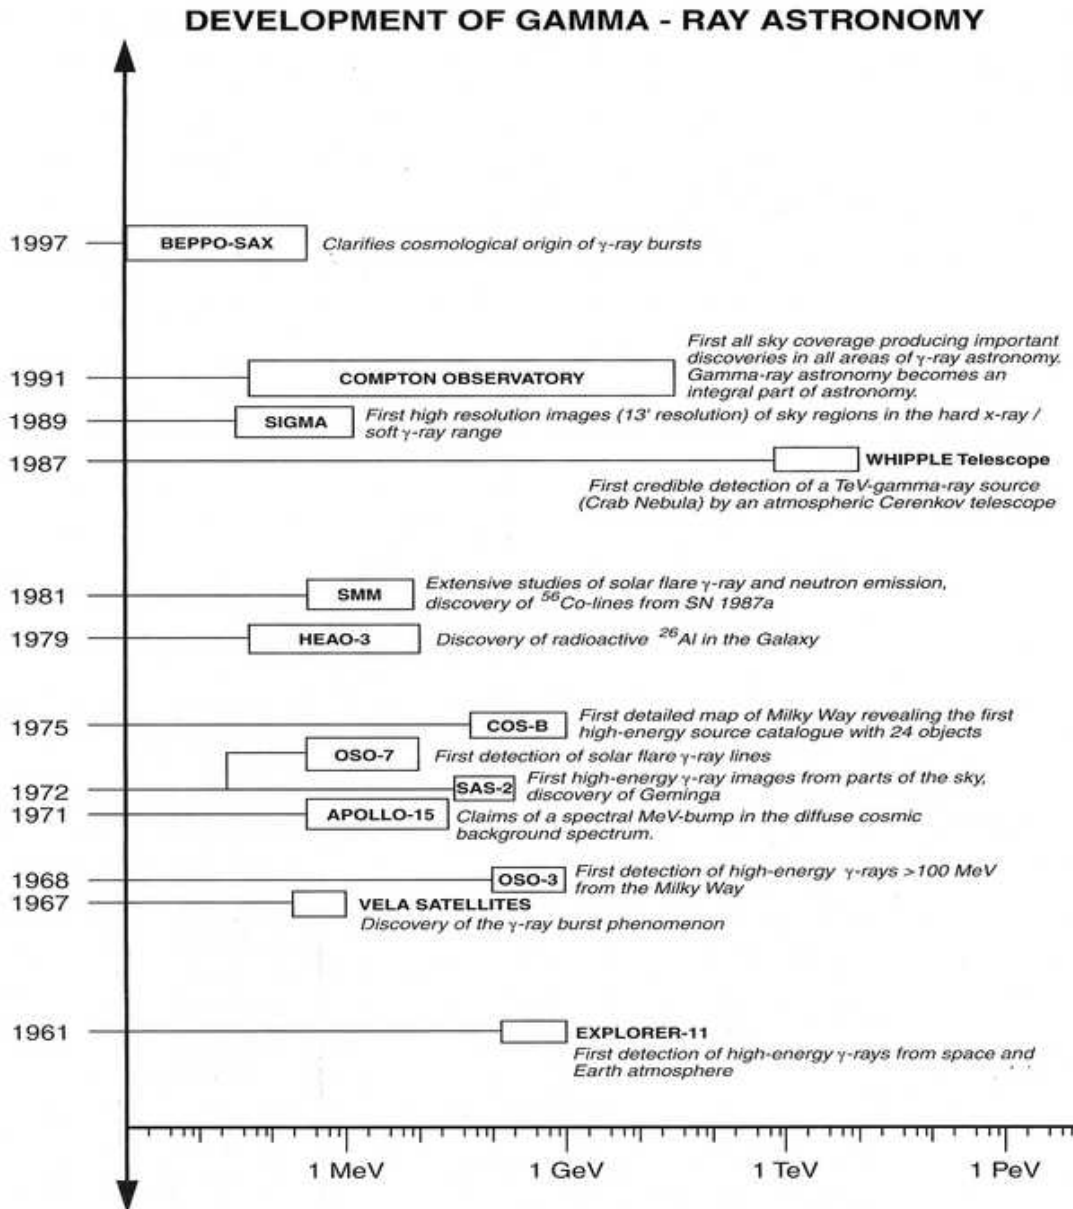 DEVELOPMENT OF GAMMA - RAY ASTRONOMY
1997
BEPPO-SAX
Clarifies cosmological origin of γ-ray bursts
First all sky coverage producing important
discoveries in all areas of γ-ray astronomy.
Gamma-ray astronomy becomes an
integral part of astronomy.
1991
COMPTON OBSERVATORY
1989
SIGMA
First high resolution images (13' resolution) of sky regions in the hard x-ray /
soft γ-ray range
1987
WHIPPLE Telescope
First credible detection of a TeV-gamma-ray source
(Crab Nebula) by an atmospheric Cerenkov telescope
1981
SMM
Extensive studies of solar flare γ-ray and neutron emission,
discovery of ⁵⁶Co-lines from SN 1987a
1979
HEAO-3
Discovery of radioactive ²⁶Al in the Galaxy
1975
COS-B
First detailed map of Milky Way revealing the first
high-energy source catalogue with 24 objects
OSO-7
First detection of solar flare γ-ray lines
1972
SAS-2
First high-energy γ-ray images from parts of the sky,
discovery of Geminga
1971
APOLLO-15
Claims of a spectral MeV-bump in the diffuse cosmic
background spectrum.
1968
OSO-3
First detection of high-energy γ-rays >100 MeV
from the Milky Way
1967
VELA SATELLITES
Discovery of the γ-ray burst phenomenon
1961
EXPLORER-11
First detection of high-energy γ-rays from space and
Earth atmosphere
1 MeV
1 GeV
1 TeV
1 PeV